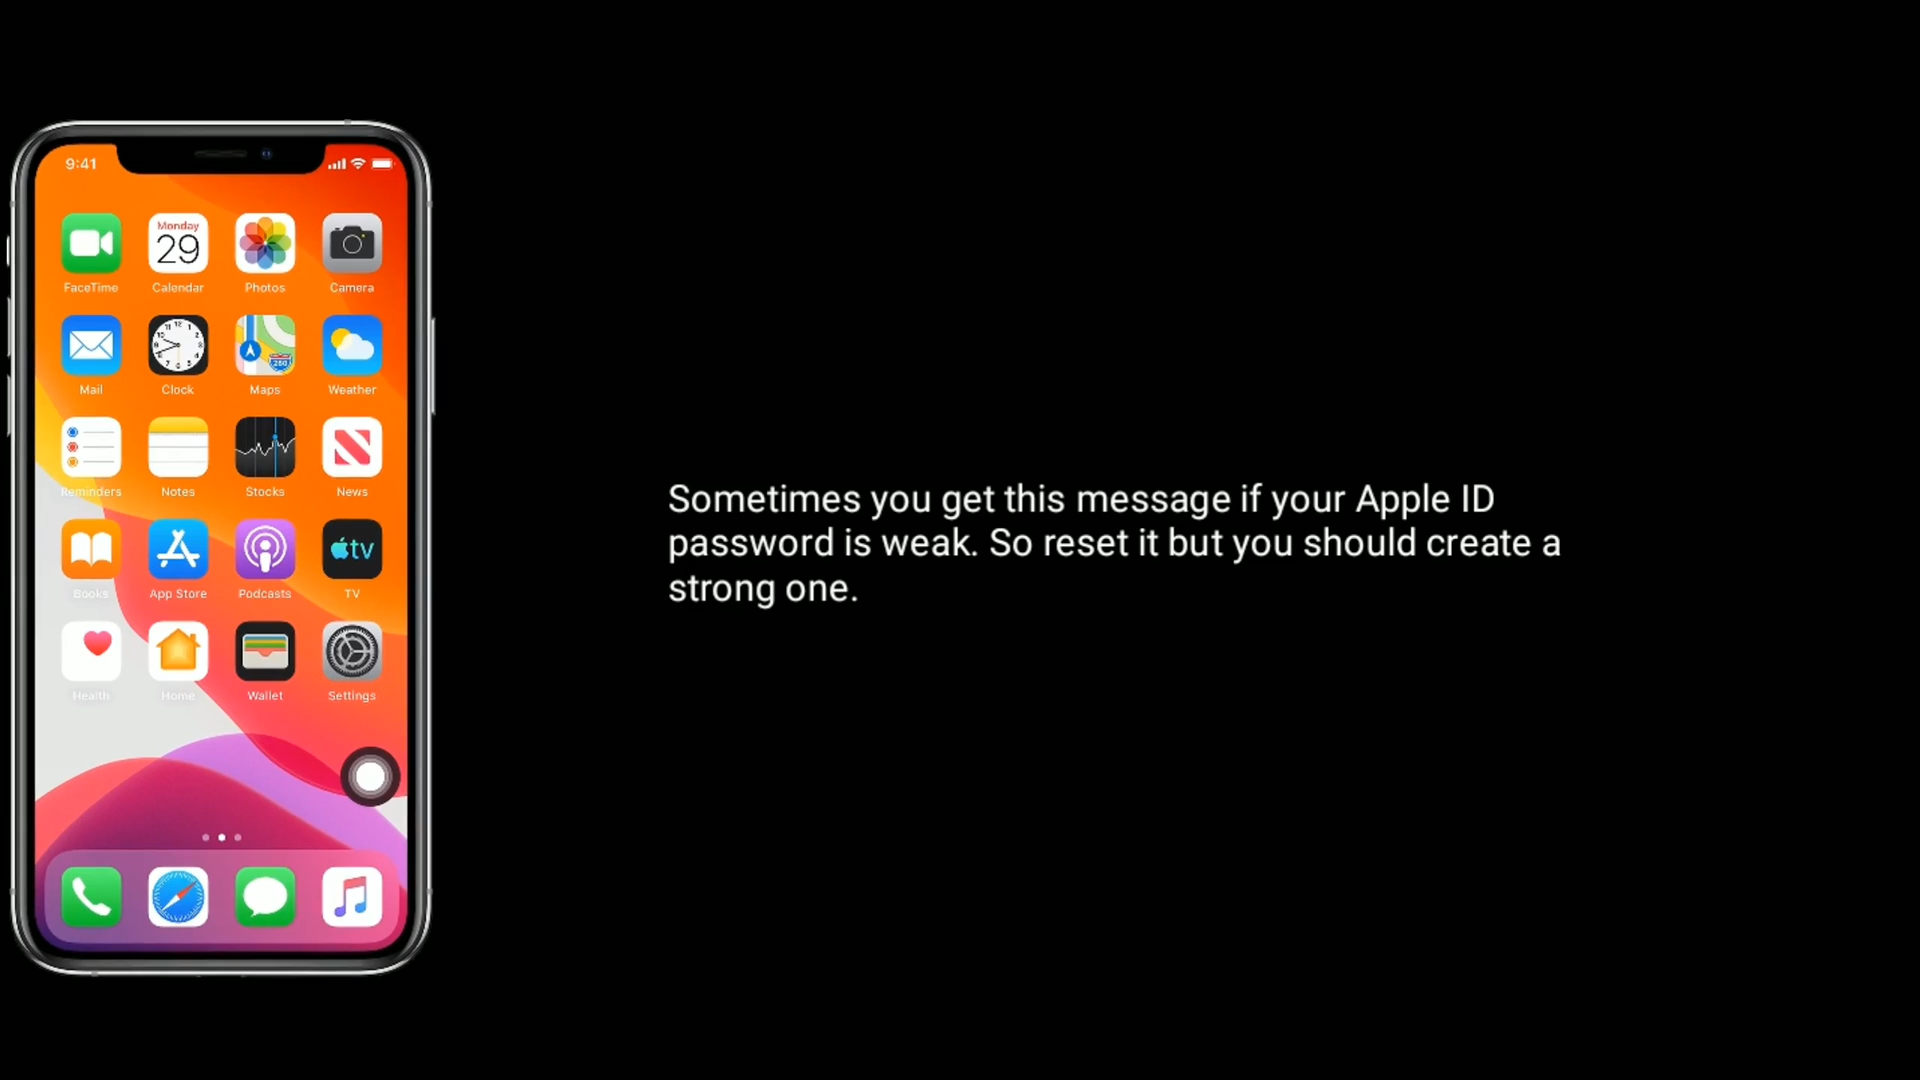 9:41
Monday
29
FaceTime Calendar Photos Camera
280
Mail Clock Maps Weather
Reminders Notes Stocks News
tv
Books App Store Podcasts TV
Health Home Wallet Settings
Sometimes you get this message if your Apple ID
password is weak. So reset it but you should create a
strong one.